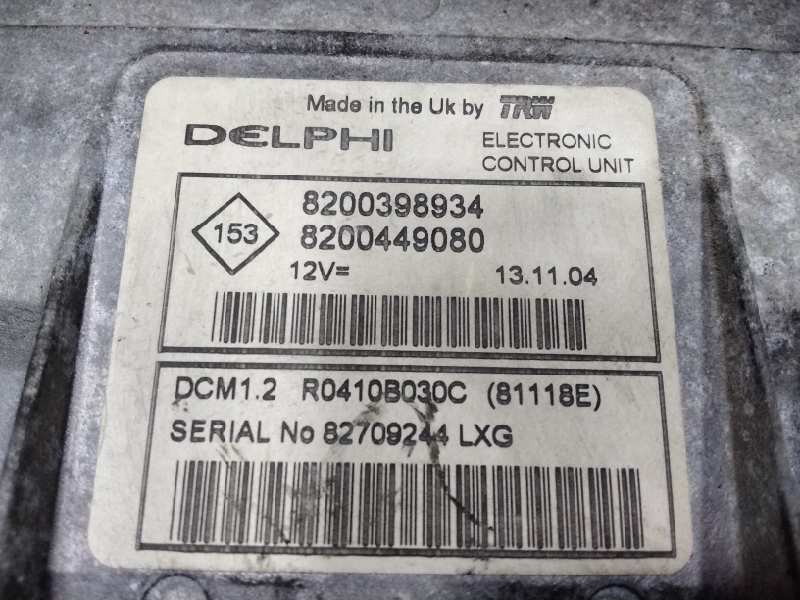 Made in the Uk by TRW
DELPHI
ELECTRONIC
CONTROL UNIT
153
8200398934
8200449080
12V=
13.11.04
DCM1.2 R0410B030C (81118E)
SERIAL No 82709244 LXG